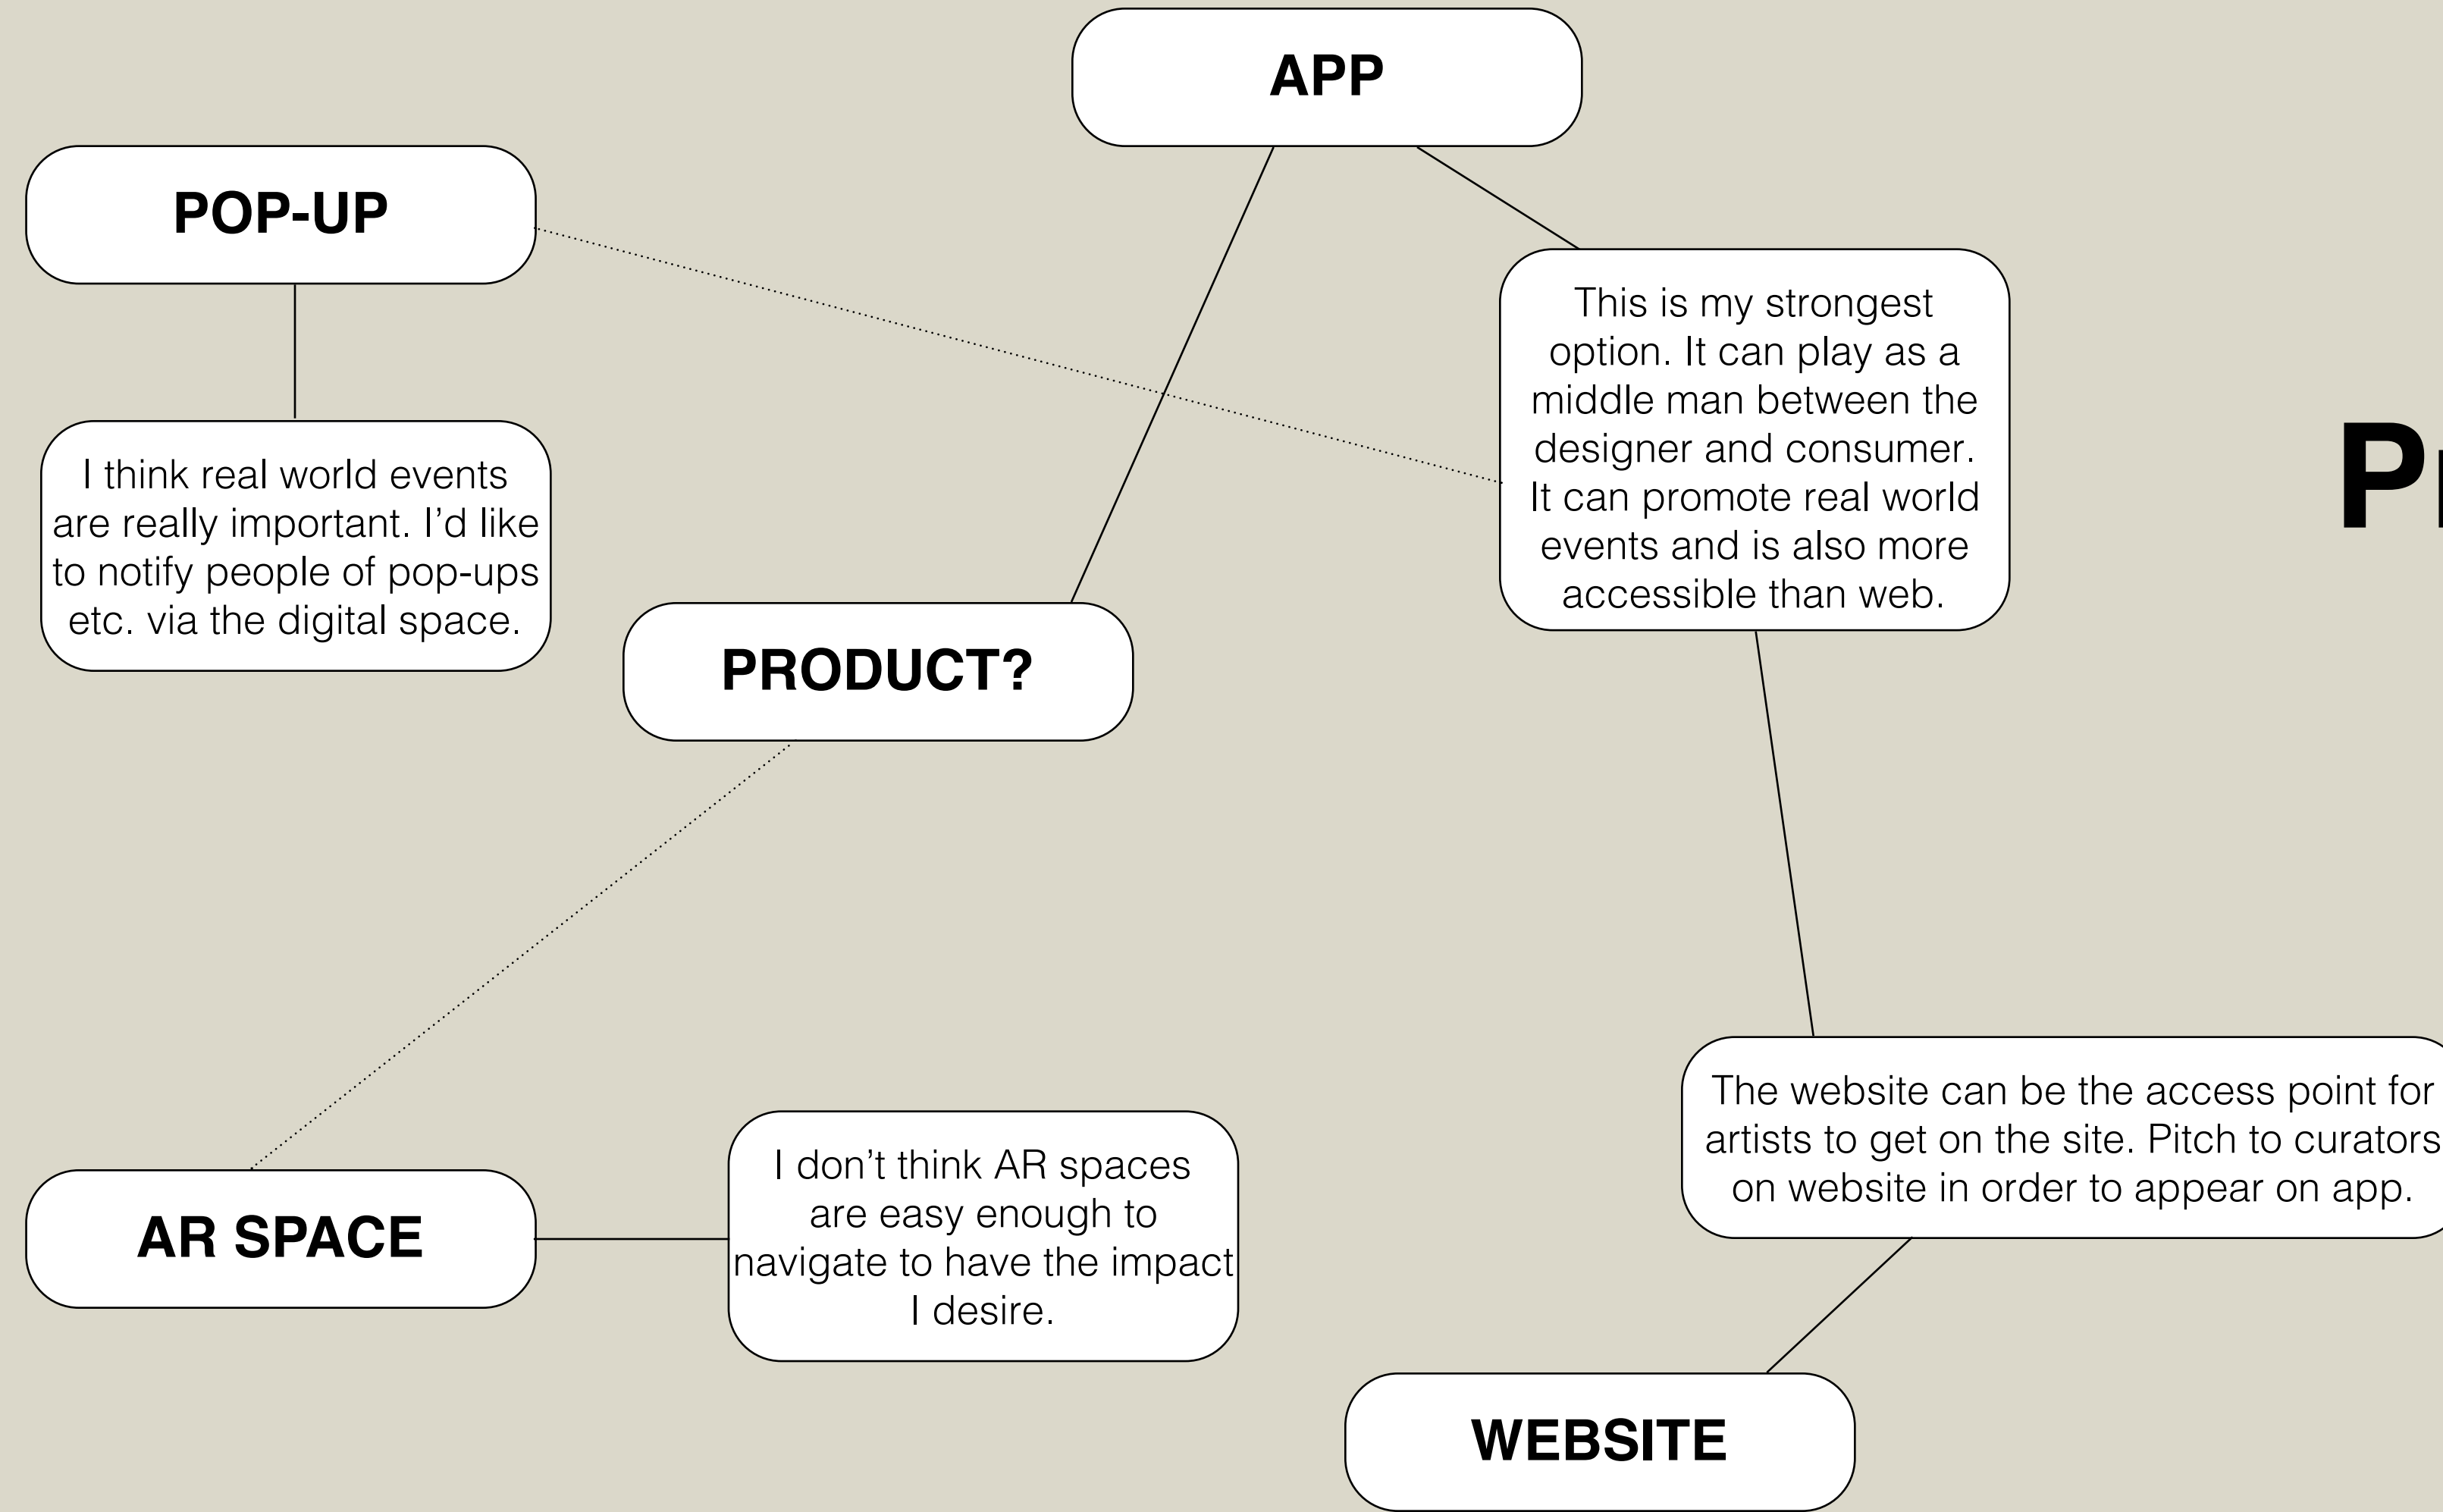 APP
POP-UP
This is my strongest
option. It can play as a
middle man between the
designer and consumer.
It can promote real world
events and is also more
accessible than web.
I think real world events
are really important. I'd like
to notify people of pop-ups
etc. via the digital space.
PRODUCT?
The website can be the access point for
artists to get on the site. Pitch to curators
on website in order to appear on app.
I don't think AR spaces
are easy enough to
navigate to have the impact
I desire.
AR SPACE
WEBSITE